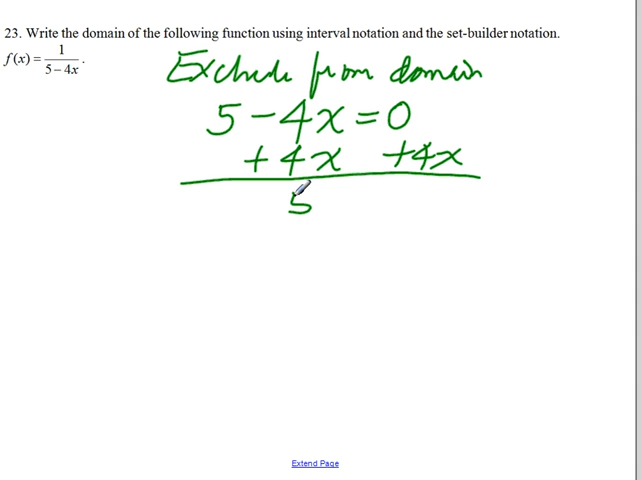 23. Write the domain of the following function using interval notation and the set-builder notation.
f(x) = 1/(5 − 4x).
Exclude from domain
5 − 4x = 0
+ 4x +4x
5
Extend Page